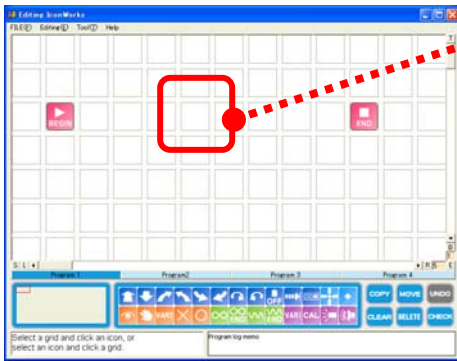 Editing IconWorks
FILE(F) Editing(E) Tool(T) Help
BEGIN
END
S L
R S E
Program 1 Program2 Program 3 Program 4
OFF
COPY MOVE UNDO
VAR? END END VAR± CAL
CLEAR DELETE CHECK
Select a grid and click an icon, or
select an icon and click a grid.
Program log memo